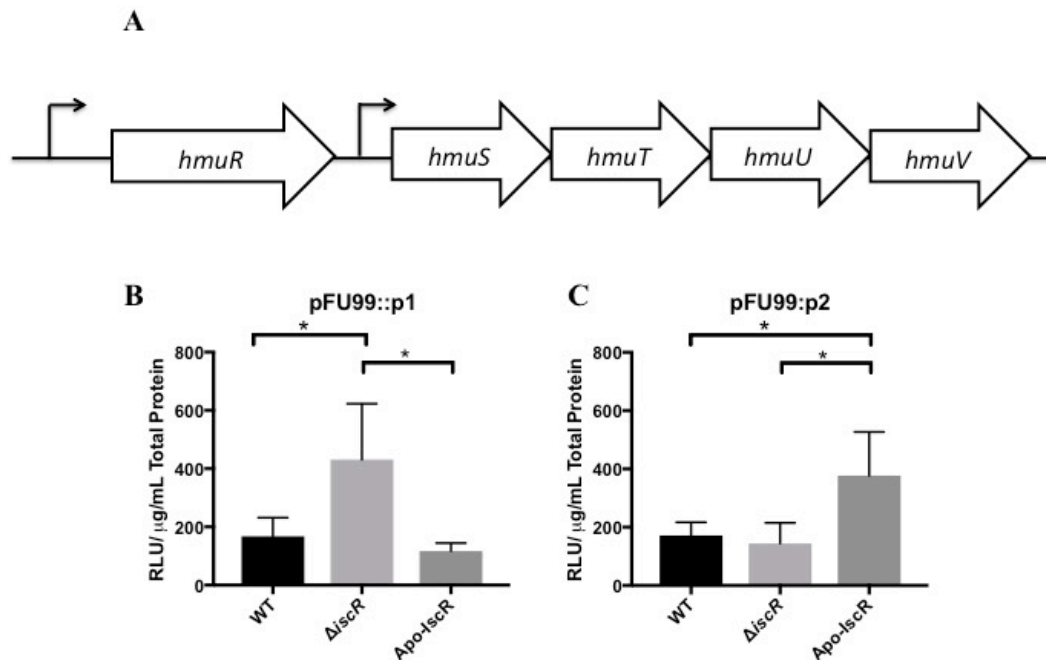 A
hmuR
hmuS
hmuT
hmuU
hmuV
B
pFU99::p1
*
*
RLU/ µg/mL Total Protein
800
600
400
200
0
WT
ΔiscR
Apo-IscR
C
pFU99:p2
*
*
RLU/ µg/mL Total Protein
800
600
400
200
0
WT
ΔiscR
Apo-IscR